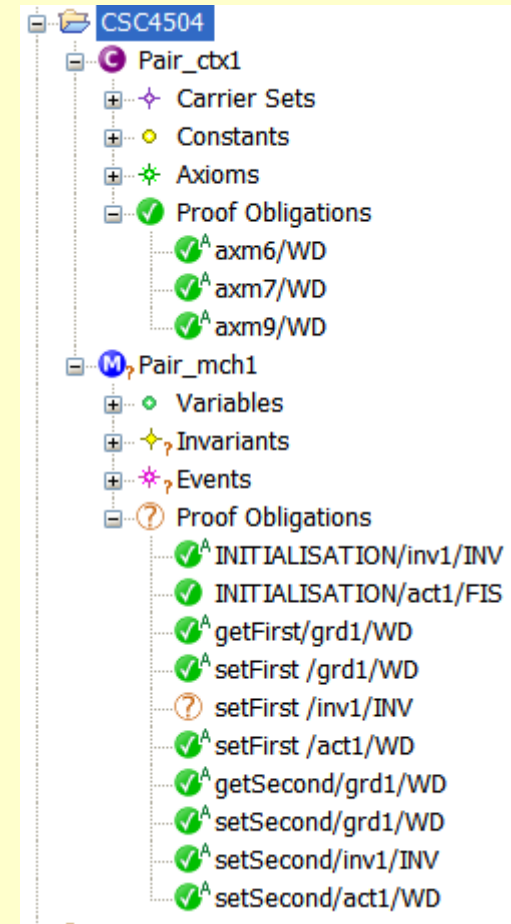 CSC4504
C Pair_ctx1
Carrier Sets
Constants
Axioms
Proof Obligations
A axm6/WD
A axm7/WD
A axm9/WD
M ? Pair_mch1
Variables
? Invariants
? Events
? Proof Obligations
A INITIALISATION/inv1/INV
INITIALISATION/act1/FIS
A getFirst/grd1/WD
A setFirst /grd1/WD
? setFirst /inv1/INV
A setFirst /act1/WD
A getSecond/grd1/WD
A setSecond/grd1/WD
A setSecond/inv1/INV
A setSecond/act1/WD